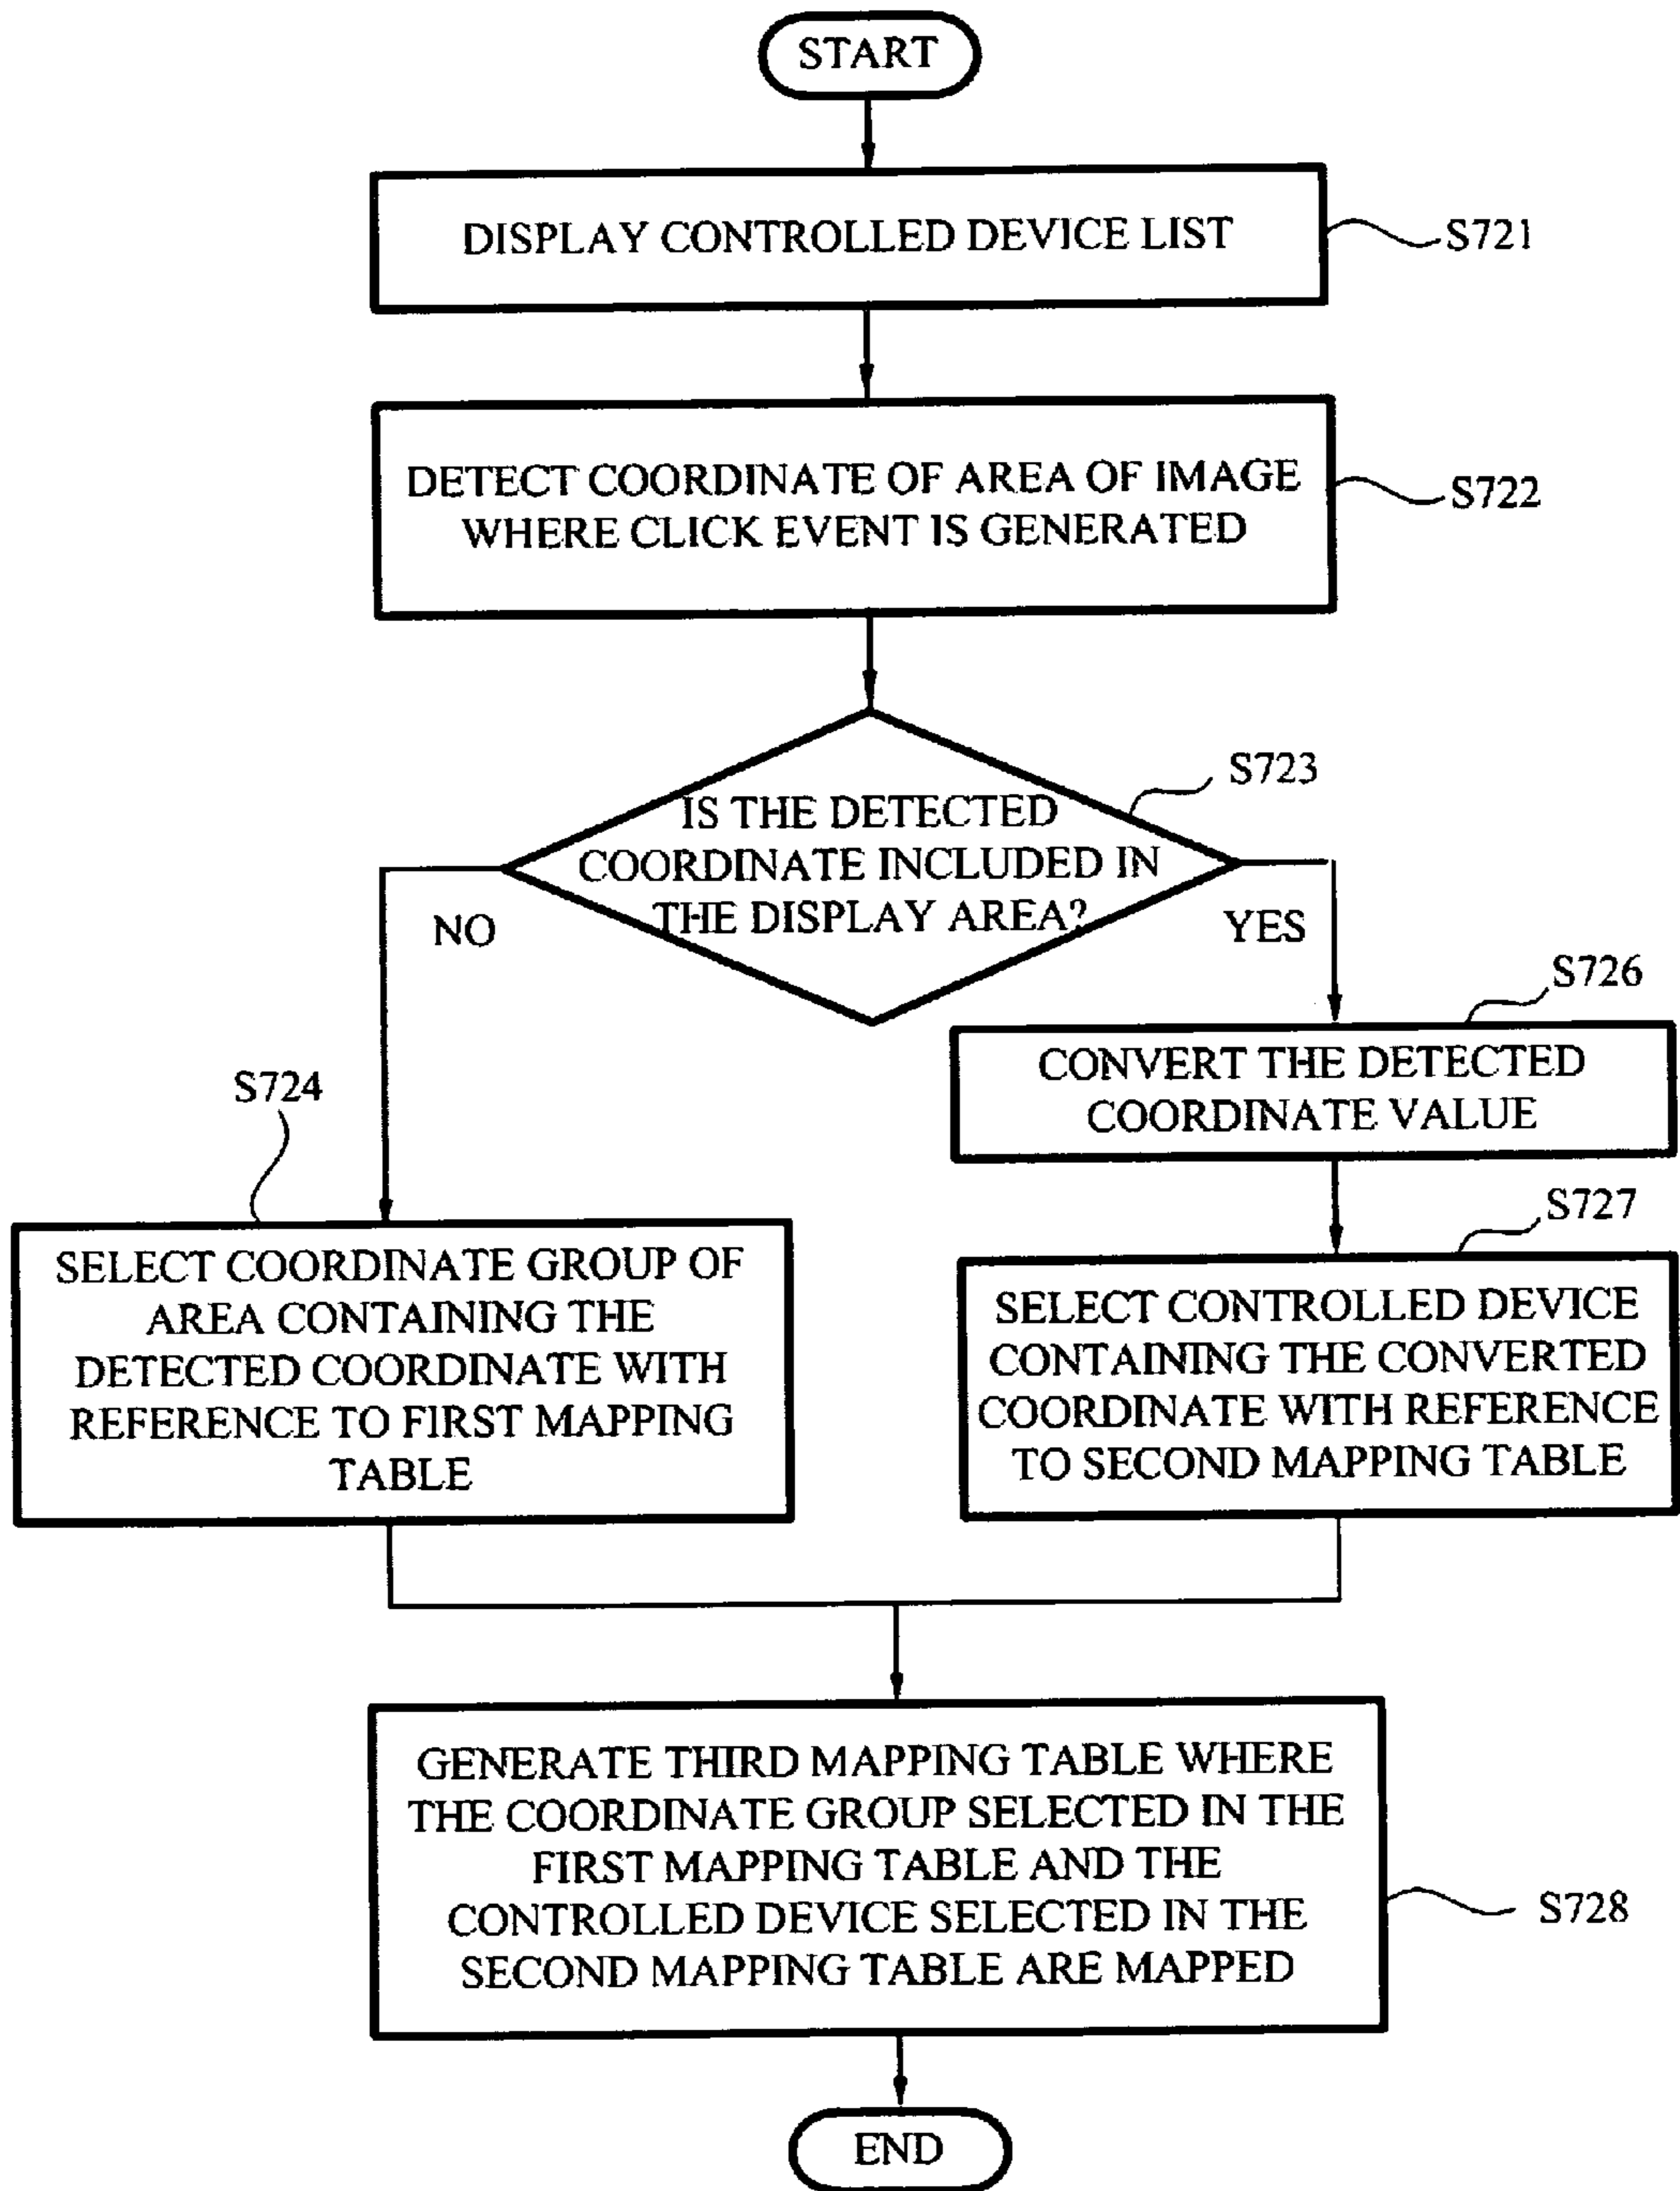 START
DISPLAY CONTROLLED DEVICE LIST
S721
DETECT COORDINATE OF AREA OF IMAGE
WHERE CLICK EVENT IS GENERATED
S722
S723
IS THE DETECTED
COORDINATE INCLUDED IN
THE DISPLAY AREA?
NO
YES
S726
CONVERT THE DETECTED
COORDINATE VALUE
S724
SELECT COORDINATE GROUP OF
AREA CONTAINING THE
DETECTED COORDINATE WITH
REFERENCE TO FIRST MAPPING
TABLE
S727
SELECT CONTROLLED DEVICE
CONTAINING THE CONVERTED
COORDINATE WITH REFERENCE
TO SECOND MAPPING TABLE
GENERATE THIRD MAPPING TABLE WHERE
THE COORDINATE GROUP SELECTED IN THE
FIRST MAPPING TABLE AND THE
CONTROLLED DEVICE SELECTED IN THE
SECOND MAPPING TABLE ARE MAPPED
S728
END